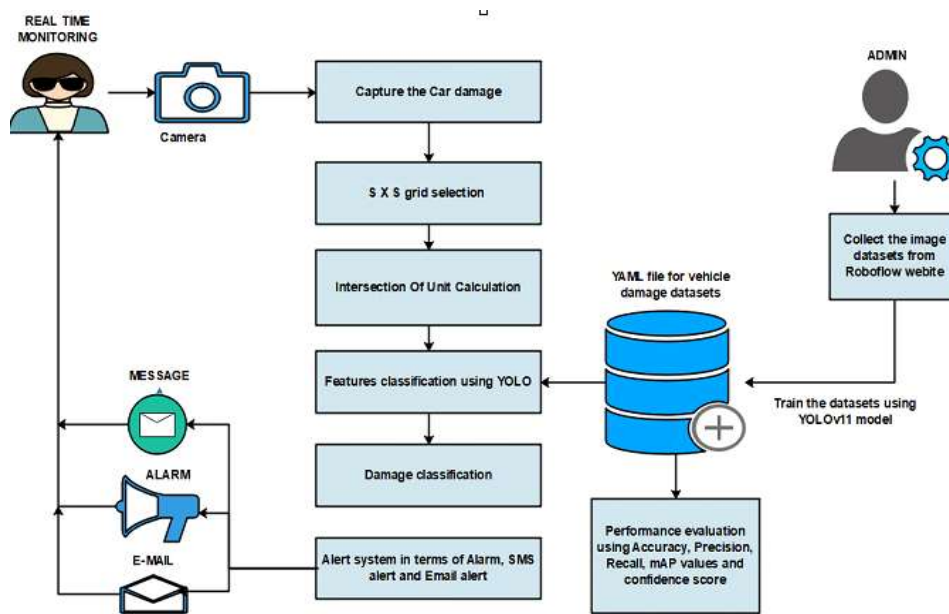 REAL TIME
MONITORING
Camera
Capture the Car damage
S X S grid selection
Intersection Of Unit Calculation
Features classification using YOLO
Damage classification
Alert system in terms of Alarm, SMS
alert and Email alert
MESSAGE
ALARM
E-MAIL
ADMIN
Collect the image
datasets from
Roboflow webite
Train the datasets using
YOLOv11 model
YAML file for vehicle
damage datasets
Performance evaluation
using Accuracy, Precision,
Recall, mAP values and
confidence score